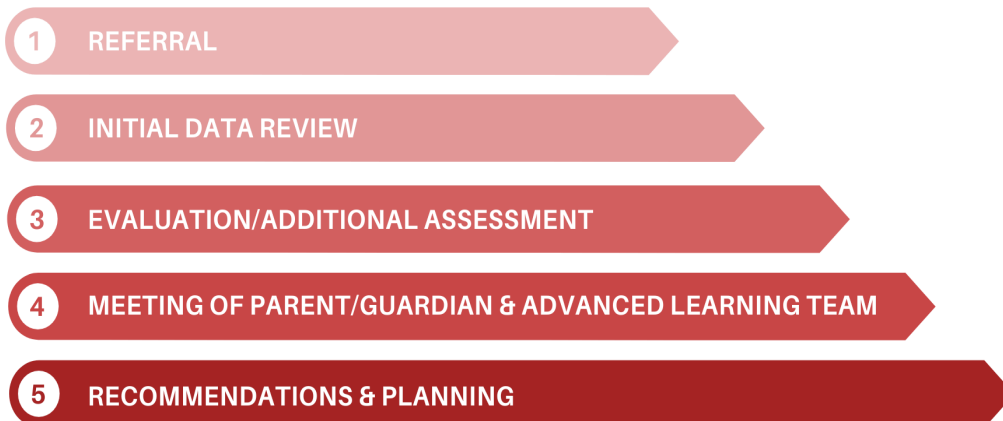 1 REFERRAL
2 INITIAL DATA REVIEW
3 EVALUATION/ADDITIONAL ASSESSMENT
4 MEETING OF PARENT/GUARDIAN & ADVANCED LEARNING TEAM
5 RECOMMENDATIONS & PLANNING